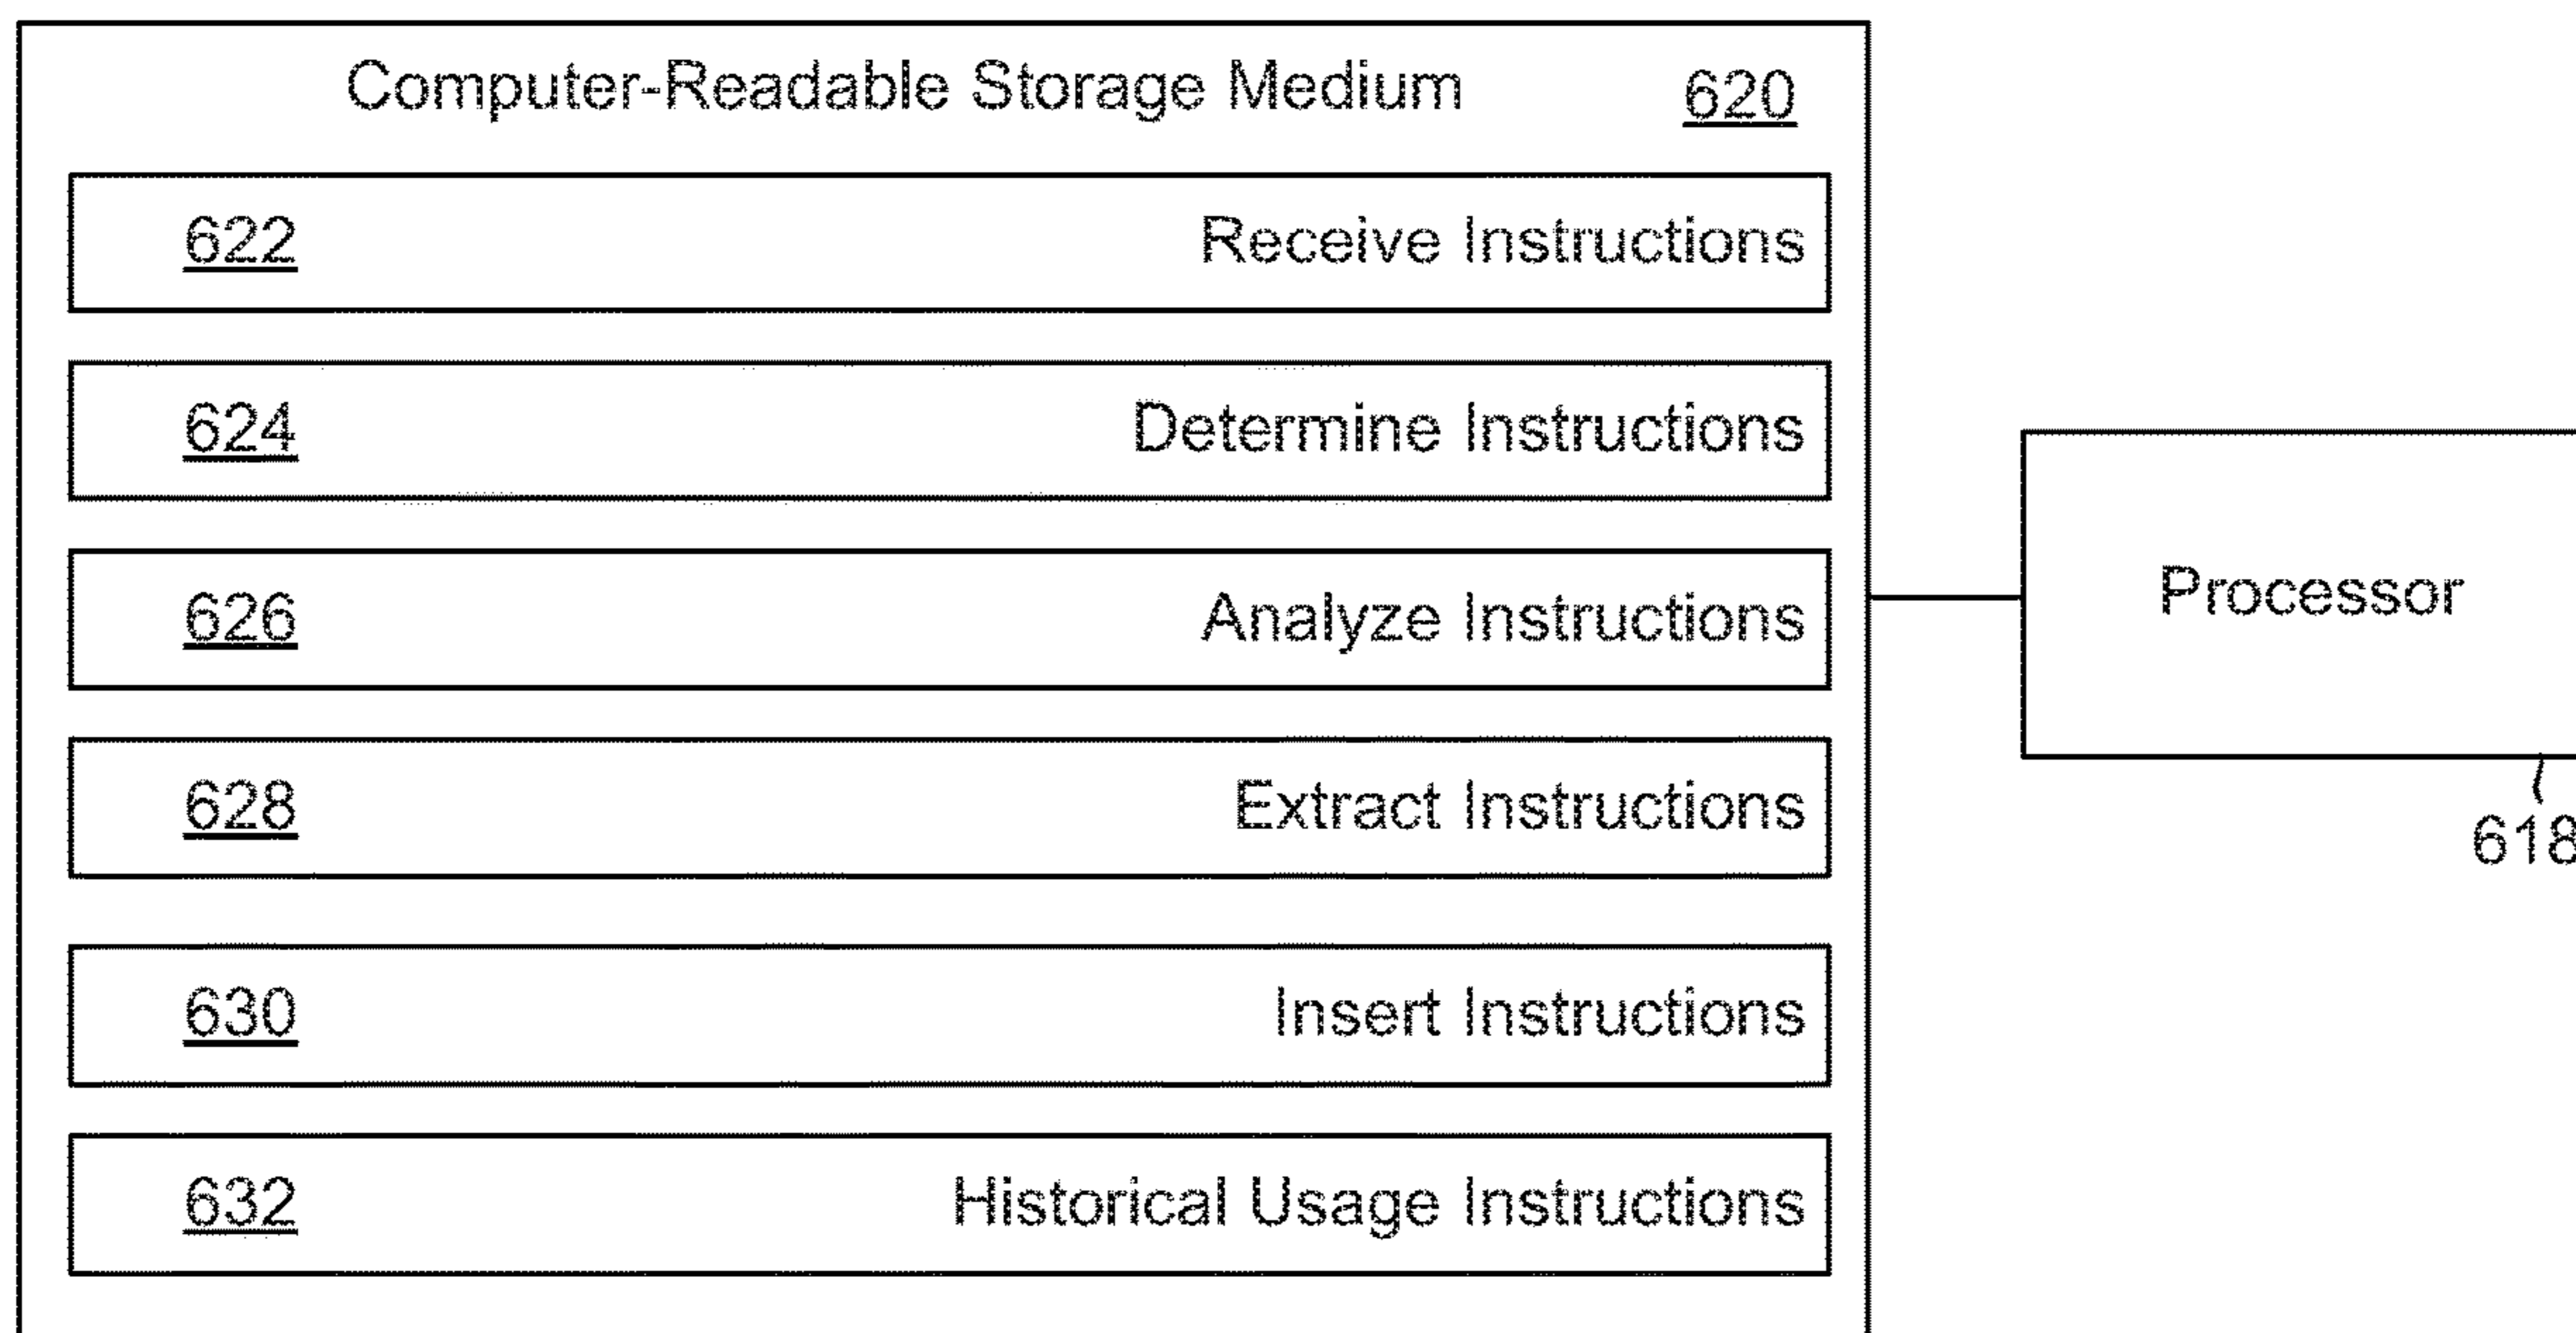 Computer-Readable Storage Medium 620
622 Receive Instructions
624 Determine Instructions
626 Analyze Instructions
Processor
628 Extract Instructions
618
630 Insert Instructions
632 Historical Usage Instructions